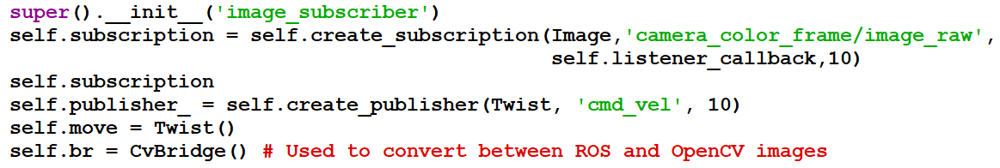 super().__init__('image_subscriber')
self.subscription = self.create_subscription(Image,'camera_color_frame/image_raw',
self.listener_callback,10)
self.subscription
self.publisher_ = self.create_publisher(Twist, 'cmd_vel', 10)
self.move = Twist()
self.br = CvBridge() # Used to convert between ROS and OpenCV images